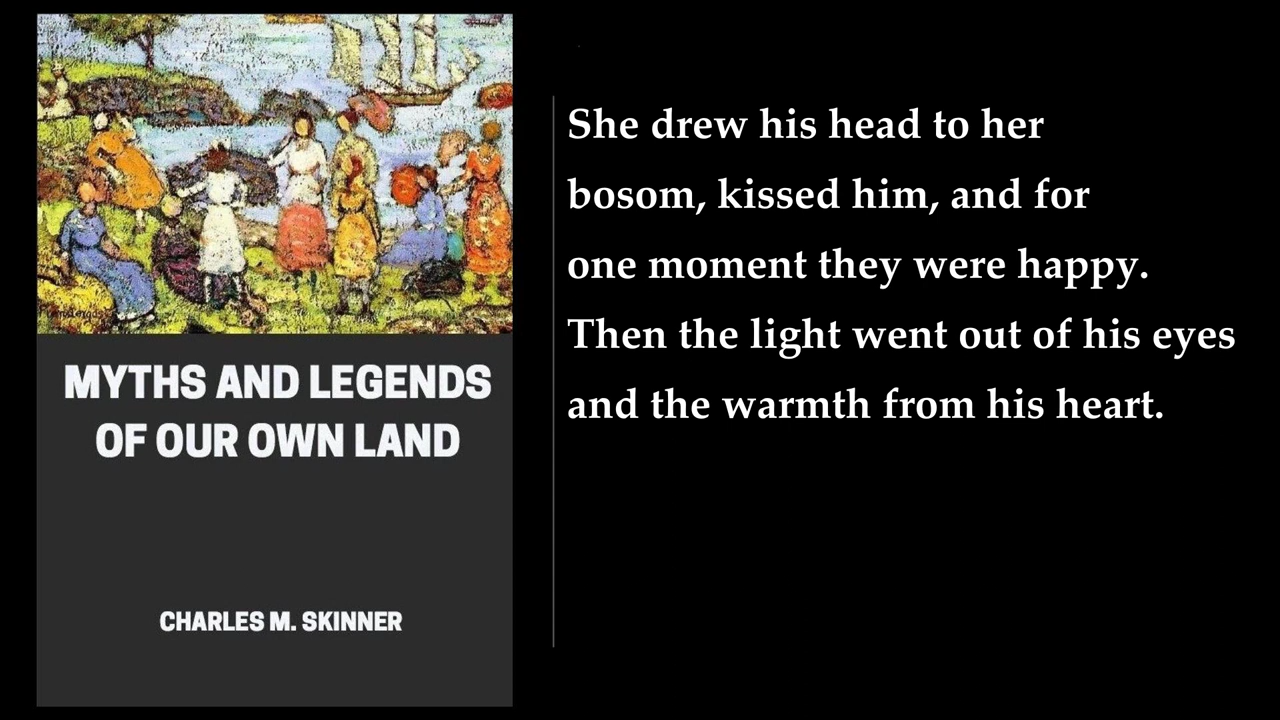 MYTHS AND LEGENDS
OF OUR OWN LAND
CHARLES M. SKINNER
She drew his head to her
bosom, kissed him, and for
one moment they were happy.
Then the light went out of his eyes
and the warmth from his heart.